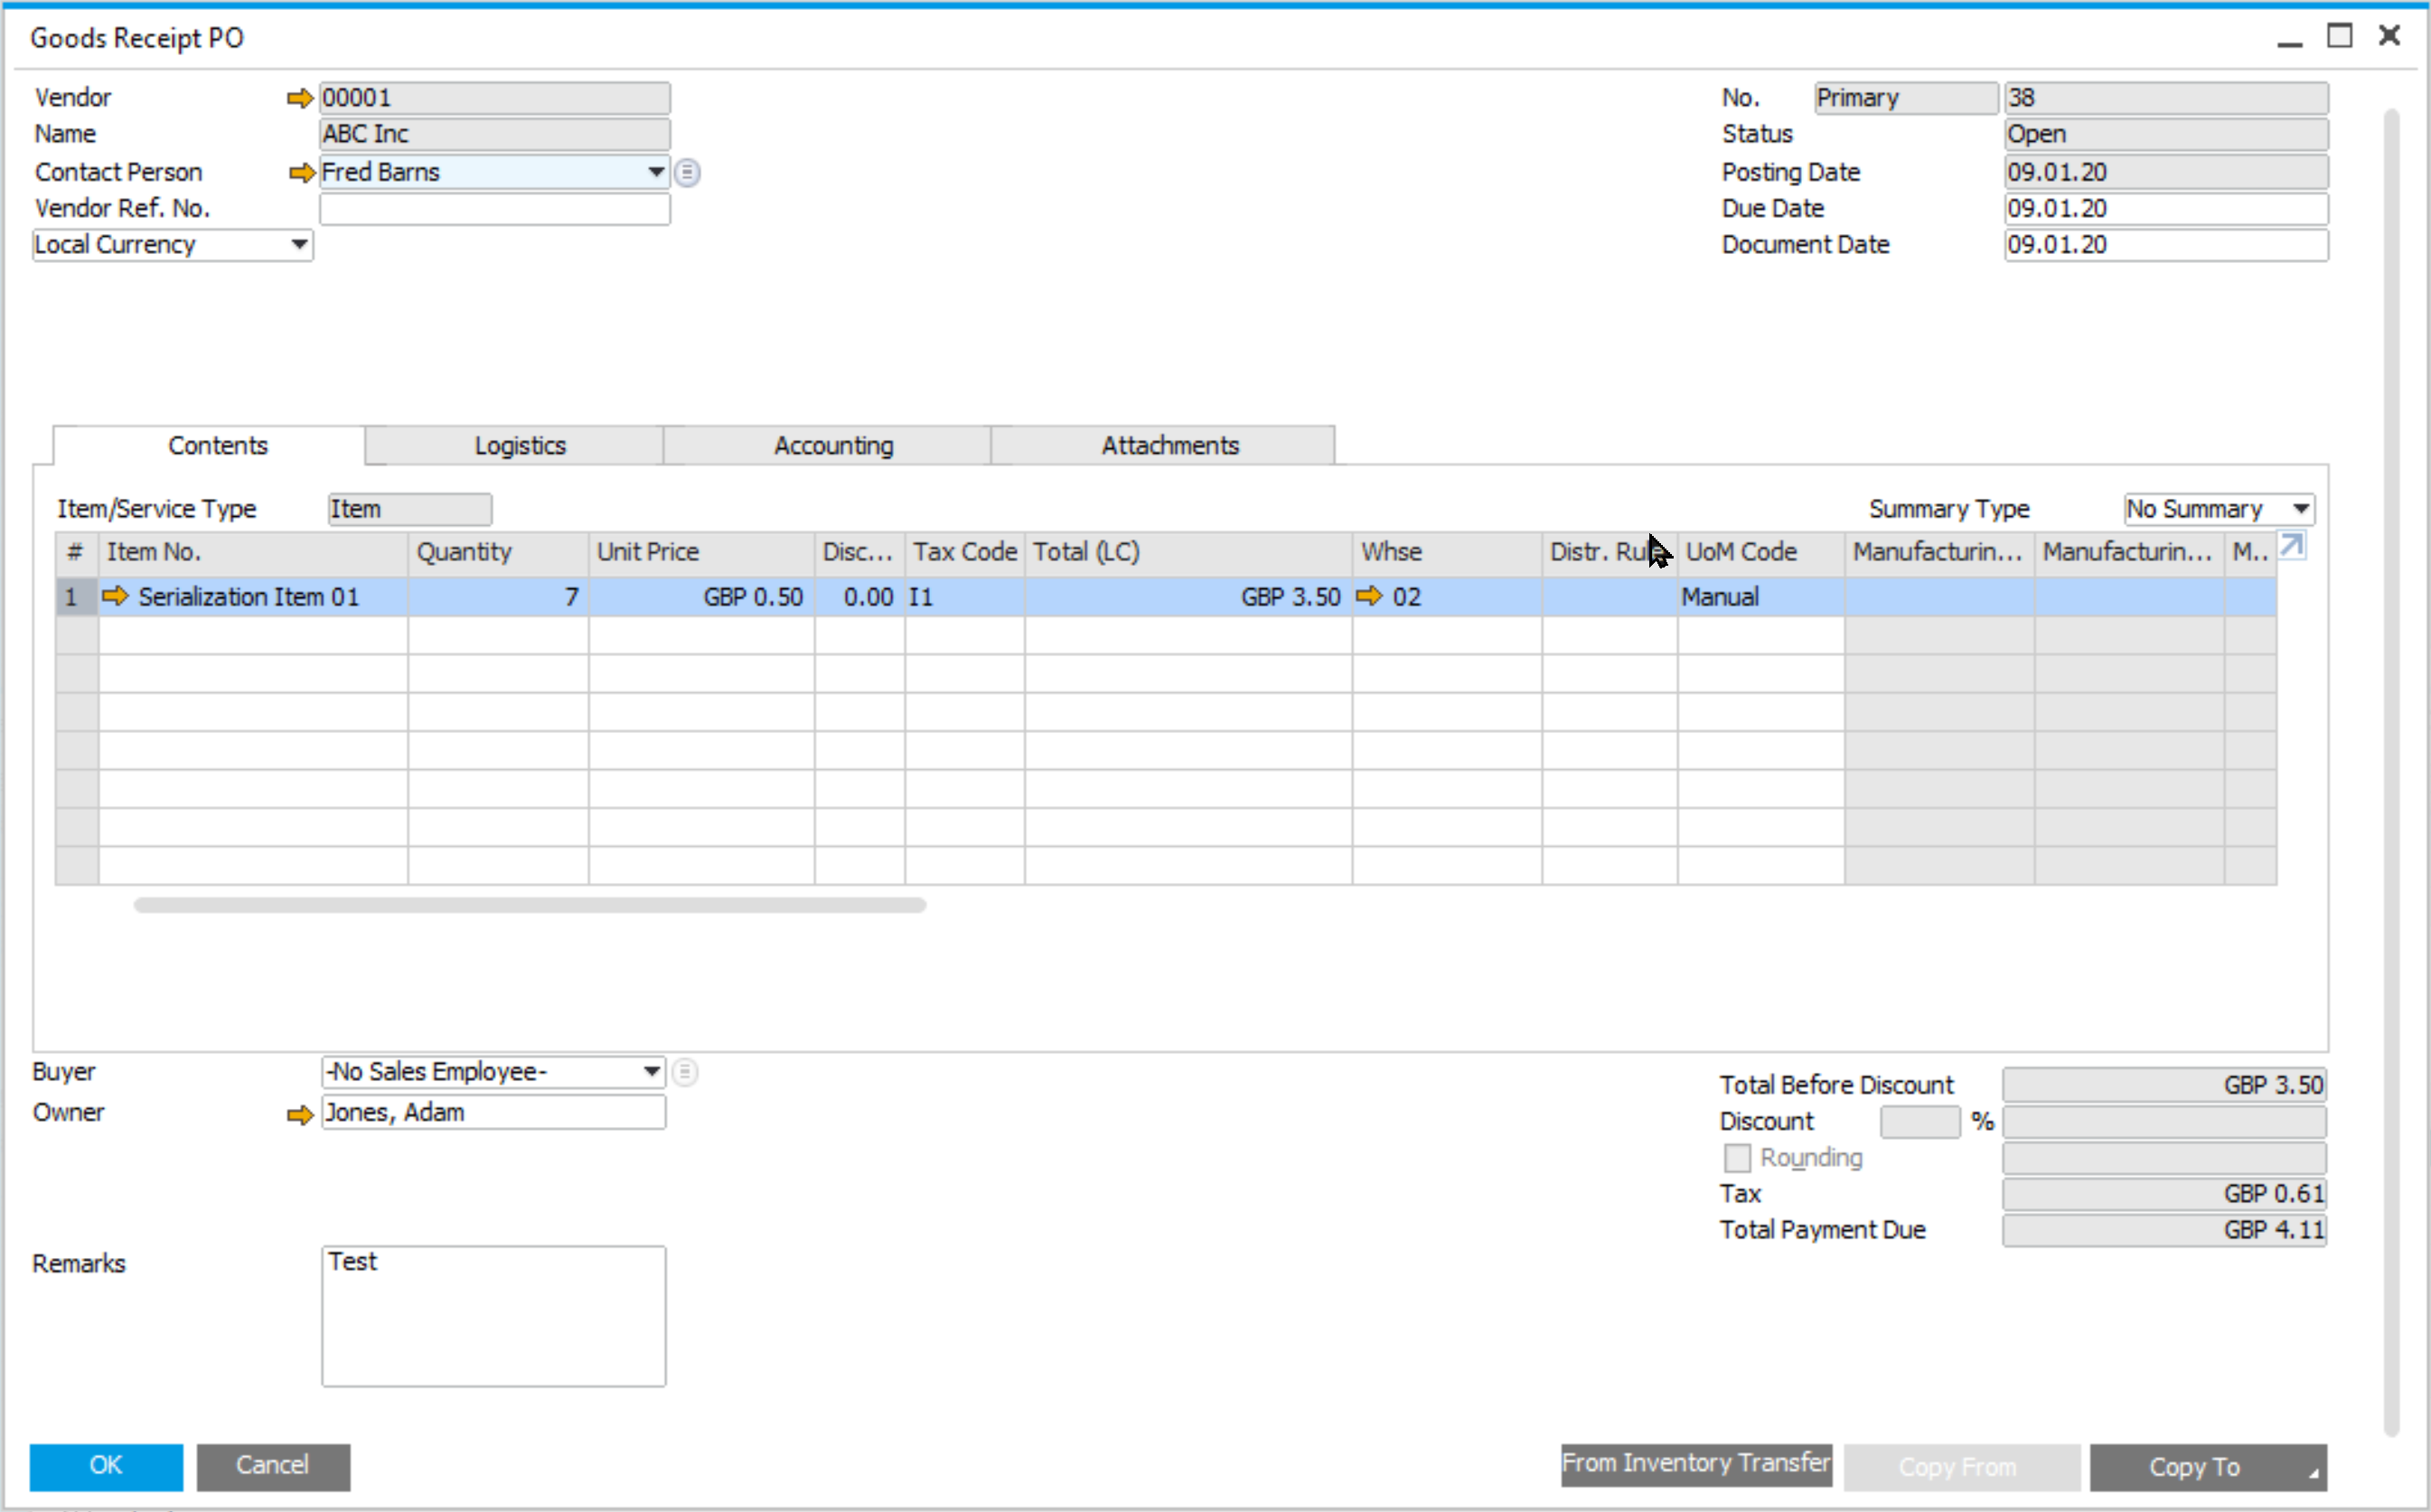 Goods Receipt PO
Vendor 00001 No. Primary 38
Name ABC Inc Status Open
Contact Person Fred Barns Posting Date 09.01.20
Vendor Ref. No. Due Date 09.01.20
Local Currency Document Date 09.01.20
Contents Logistics Accounting Attachments
Item/Service Type Item Summary Type No Summary
# Item No. Quantity Unit Price Disc... Tax Code Total (LC) Whse Distr. UoM Code Manufacturin... Manufacturin... M..
1 Serialization Item 01 7 GBP 0.50 0.00 I1 GBP 3.50 02 Manual
Buyer -No Sales Employee- Total Before Discount GBP 3.50
Owner Jones, Adam Discount %
Rounding
Tax GBP 0.61
Total Payment Due GBP 4.11
Remarks Test
OK Cancel From Inventory Transfer Copy From Copy To